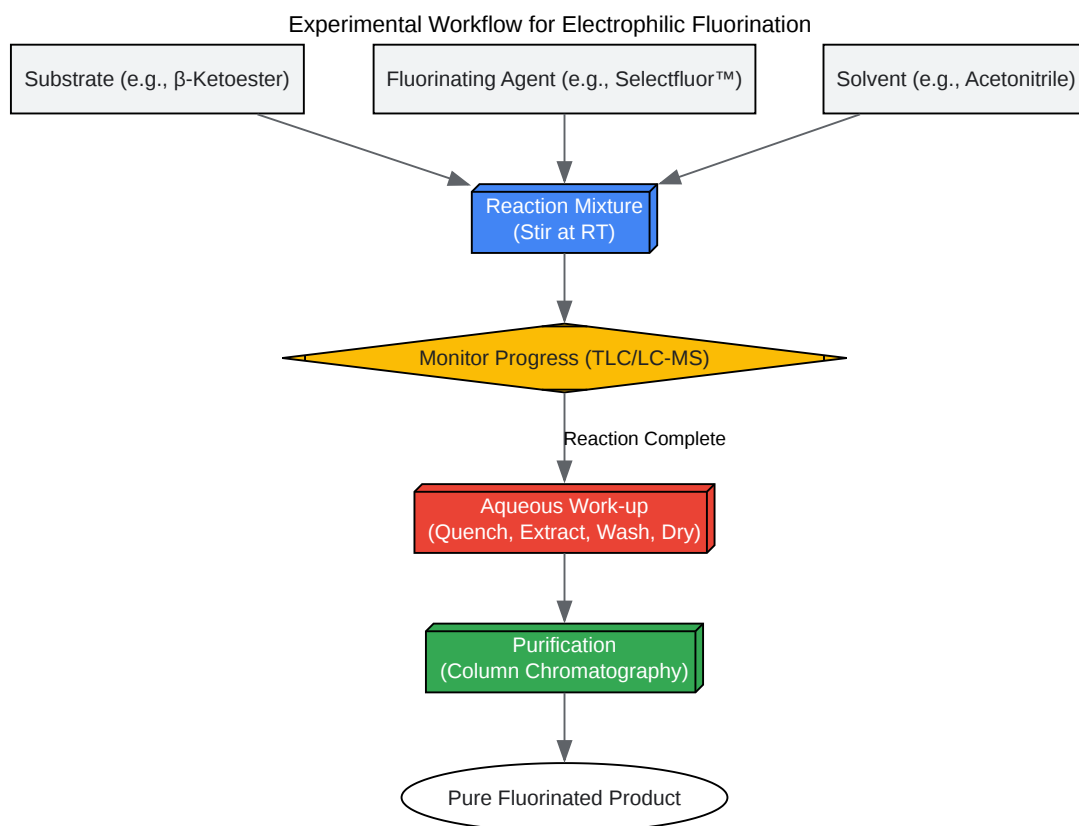 Experimental Workflow for Electrophilic Fluorination
Substrate (e.g., β-Ketoester)
Fluorinating Agent (e.g., Selectfluor™)
Solvent (e.g., Acetonitrile)
Reaction Mixture
(Stir at RT)
Monitor Progress (TLC/LC-MS)
Reaction Complete
Aqueous Work-up
(Quench, Extract, Wash, Dry)
Purification
(Column Chromatography)
Pure Fluorinated Product